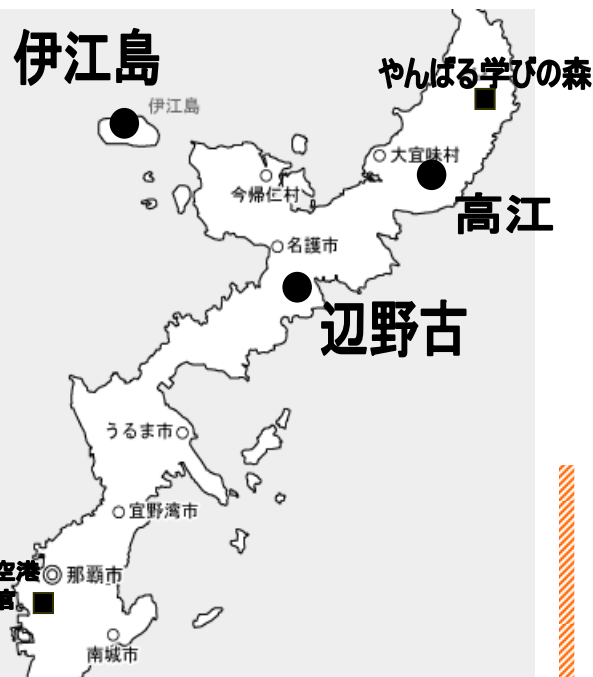 伊江島
やんばる学びの森
伊江島
大宜味村
今帰仁村
高江
名護市
辺野古
うるま市
宜野湾市
空港
那覇市
宮
南城市